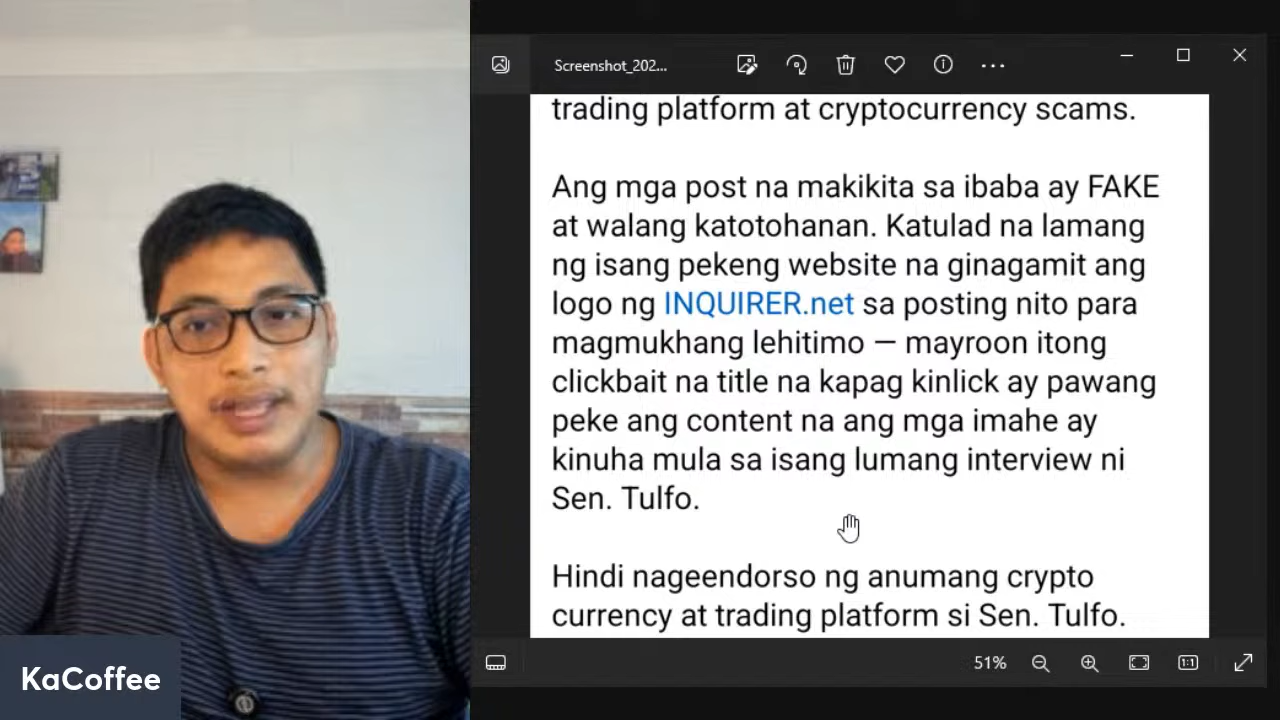 Screenshot_202...
trading platform at cryptocurrency scams.
Ang mga post na makikita sa ibaba ay FAKE
at walang katotohanan. Katulad na lamang
ng isang pekeng website na ginagamit ang
logo ng INQUIRER.net sa posting nito para
magmukhang lehitimo — mayroon itong
clickbait na title na kapag kinlick ay pawang
peke ang content na ang mga imahe ay
kinuha mula sa isang lumang interview ni
Sen. Tulfo.
Hindi nageendorso ng anumang crypto
currency at trading platform si Sen. Tulfo.
51%
1:1
KaCoffee